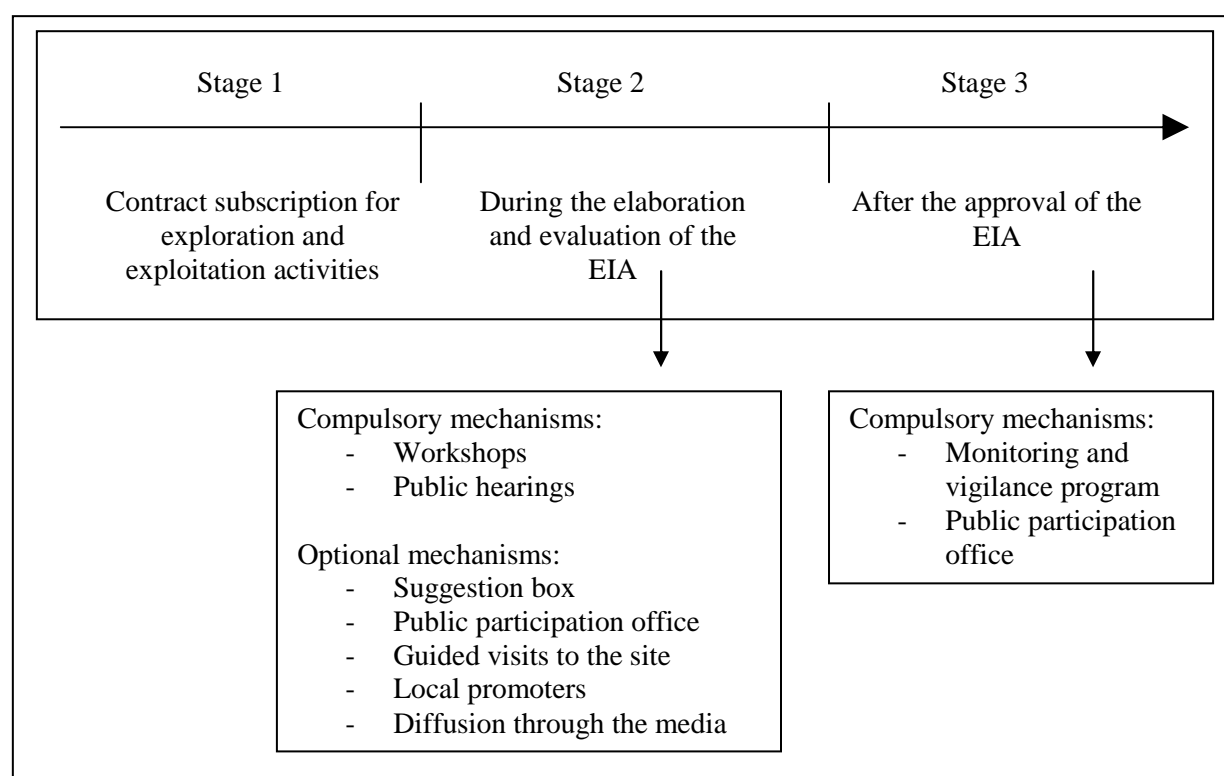 Stage 1
Stage 2
Stage 3
Contract subscription for
exploration and
exploitation activities
During the elaboration
and evaluation of the
EIA
After the approval of the
EIA
Compulsory mechanisms:
- Workshops
- Public hearings
Optional mechanisms:
- Suggestion box
- Public participation office
- Guided visits to the site
- Local promoters
- Diffusion through the media
Compulsory mechanisms:
- Monitoring and
vigilance program
- Public participation
office